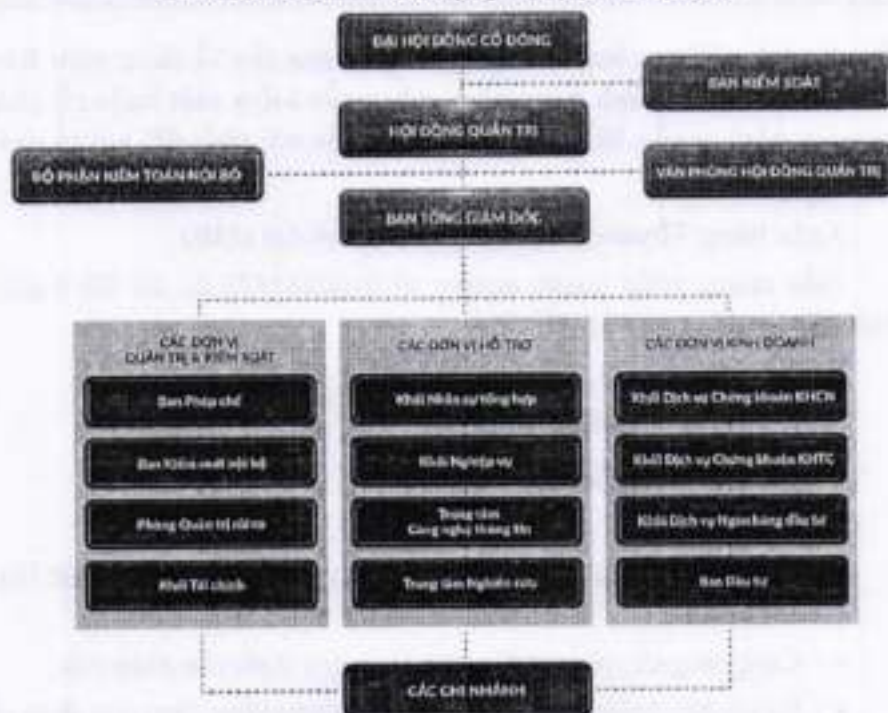 ĐẠI HỘI ĐỒNG CỔ ĐÔNG
BAN KIỂM SOÁT
HỘI ĐỒNG QUẢN TRỊ
BỘ PHẬN KIỂM TOÁN NỘI BỘ
VĂN PHÒNG HỘI ĐỒNG QUẢN TRỊ
BAN TỔNG GIÁM ĐỐC
CÁC ĐƠN VỊ
QUẢN TRỊ & KIỂM SOÁT
Ban Pháp chế
Ban Kiểm soát nội bộ
Phòng Quản trị rủi ro
Khối Tài chính
CÁC ĐƠN VỊ HỖ TRỢ
Khối Nhân sự tổng hợp
Khối Nghiệp vụ
Trung tâm
Công nghệ thông tin
Trung tâm Nghiên cứu
CÁC ĐƠN VỊ KINH DOANH
Khối Dịch vụ Chứng khoán KHCN
Khối Dịch vụ Chứng khoán KHTC
Khối Dịch vụ Ngân hàng đầu tư
Ban Đầu tư
CÁC CHI NHÁNH